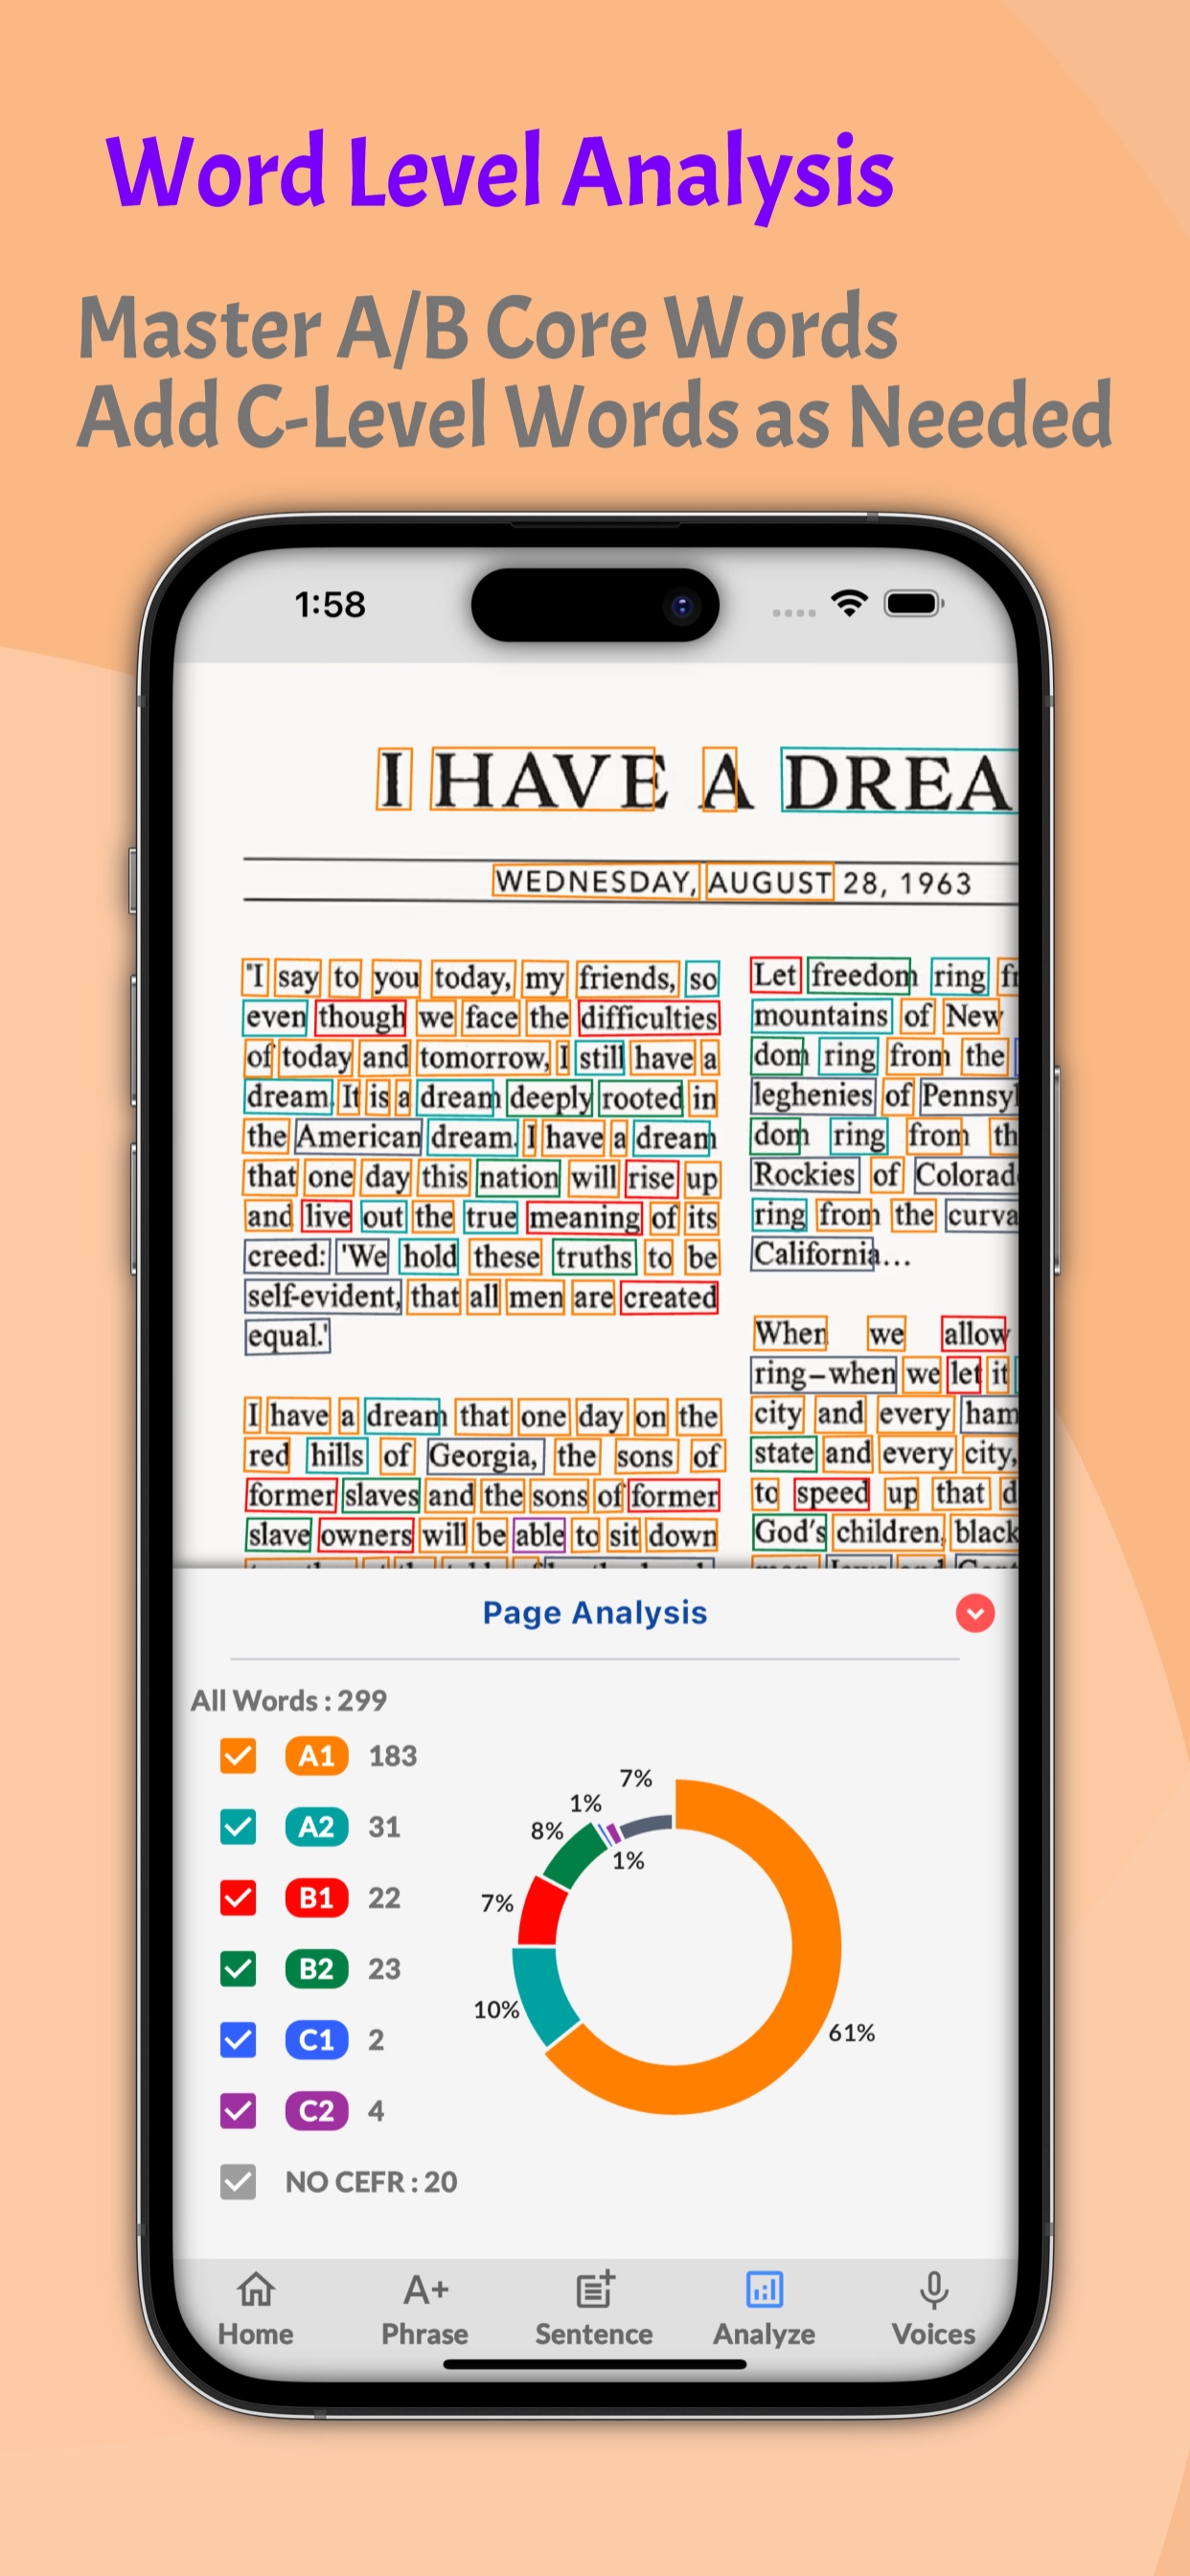 Word Level Analysis
Master A/B Core Words
Add C-Level Words as Needed
1:58
I HAVE A DREA
WEDNESDAY, AUGUST 28, 1963
"I say to you today, my friends, so
even though we face the difficulties
of today and tomorrow, I still have a
dream. It is a dream deeply rooted in
the American dream. I have a dream
that one day this nation will rise up
and live out the true meaning of its
creed: 'We hold these truths to be
self-evident, that all men are created
equal.'
I have a dream that one day on the
red hills of Georgia, the sons of
former slaves and the sons of former
slave owners will be able to sit down
Let freedom ring fr
mountains of New
dom ring from the
leghenies of Pennsyl
dom ring from th
Rockies of Colorad
ring from the curva
California...
When we allow
ring–when we let it
city and every ham
state and every city,
to speed up that d
God's children, black
Page Analysis
All Words : 299
A1 183
A2 31
B1 22
B2 23
C1 2
C2 4
NO CEFR : 20
7%
1%
8%
1%
7%
10%
61%
Home
A+
Phrase
Sentence
Analyze
Voices